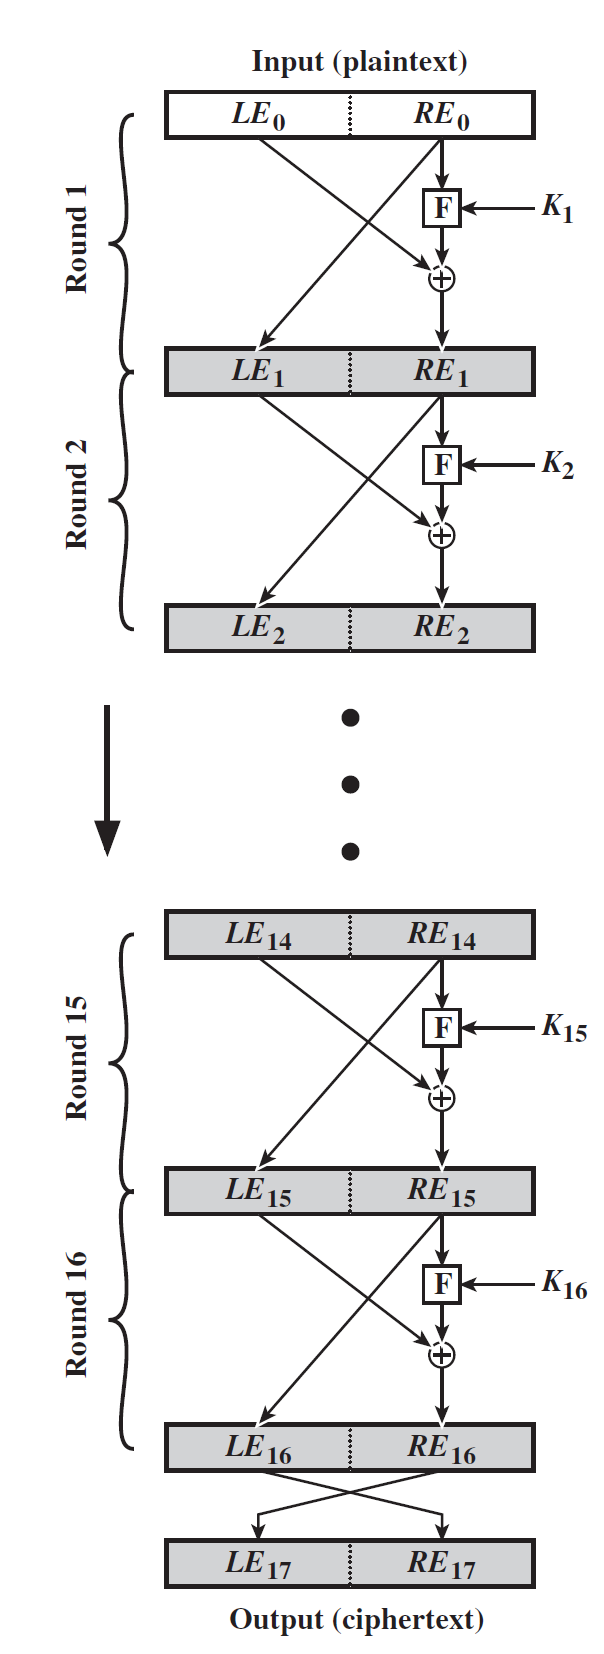 Input (plaintext)
LE0 RE0
Round 1
F K1
+
LE1 RE1
Round 2
F K2
+
LE2 RE2
LE14 RE14
Round 15
F K15
+
LE15 RE15
Round 16
F K16
+
LE16 RE16
LE17 RE17
Output (ciphertext)